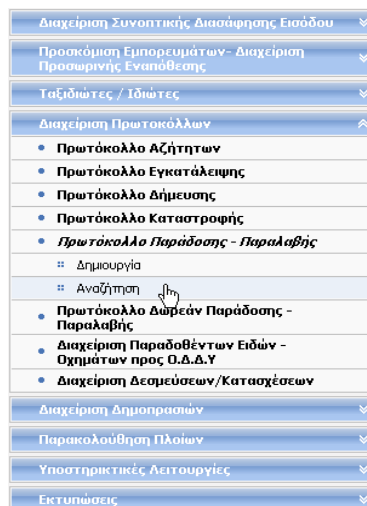 Διαχείριση Συνοπτικής Διασάφησης Εισόδου
Προσκόμιση Εμπορευμάτων- Διαχείριση
Προσωρινής Εναπόθεσης
Ταξιδιώτες / Ιδιώτες
Διαχείριση Πρωτοκόλλων
Πρωτόκολλο Αζήτητων
Πρωτόκολλο Εγκατάλειψης
Πρωτόκολλο Δήμευσης
Πρωτόκολλο Καταστροφής
Πρωτόκολλο Παράδοσης - Παραλαβής
Δημιουργία
Αναζήτηση
Πρωτόκολλο Δωρεάν Παράδοσης -
Παραλαβής
Διαχείριση Παραδοθέντων Ειδών -
Οχημάτων προς Ο.Δ.Δ.Υ
Διαχείριση Δεσμεύσεων/Κατασχέσεων
Διαχείριση Δημοπρασιών
Παρακολούθηση Πλοίων
Υποστηρικτικές Λειτουργίες
Εκτυπώσεις